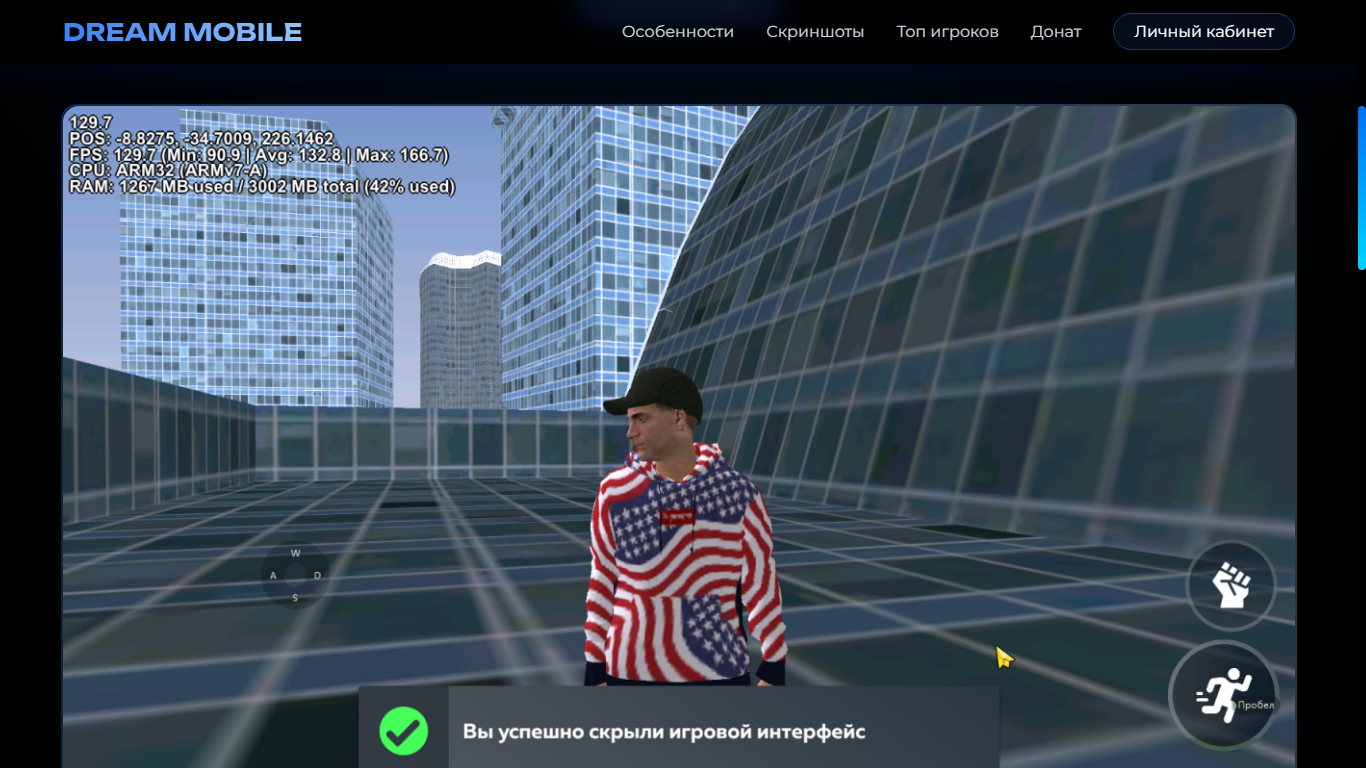 DREAM MOBILE
Особенности
Скриншоты
Топ игроков
Донат
Личный кабинет
129.7
POS: -8.8275, -34.7009, 226.1462
FPS: 129.7 (Min: 90.9 | Avg: 132.8 | Max: 166.7)
CPU: ARM32 (ARMv7-A)
RAM: 1267 MB used / 3002 MB total (42% used)
W
A
D
S
Пробел
Вы успешно скрыли игровой интерфейс